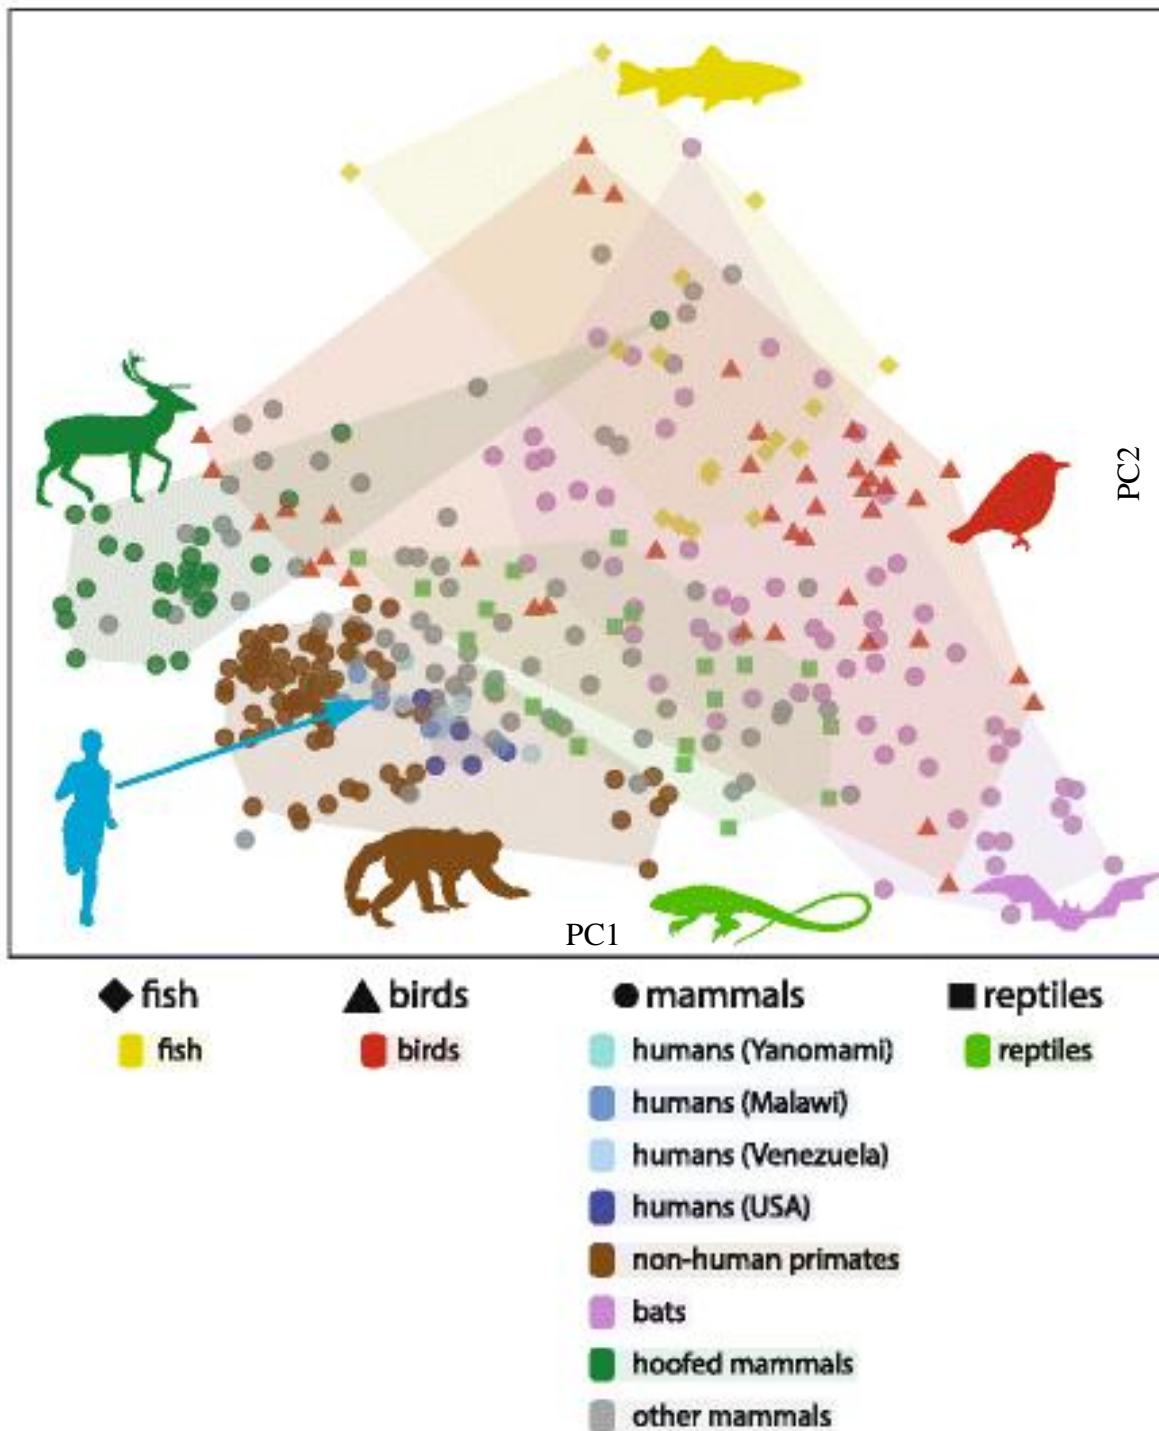 PC2
PC1
fish birds mammals reptiles
fish birds humans (Yanomami) reptiles
humans (Malawi)
humans (Venezuela)
humans (USA)
non-human primates
bats
hoofed mammals
other mammals